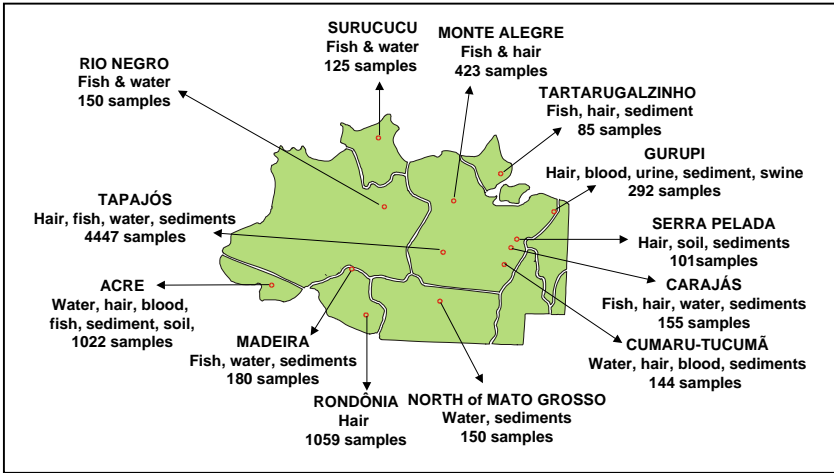 SURUCUCU
Fish & water
125 samples
MONTE ALEGRE
Fish & hair
423 samples
RIO NEGRO
Fish & water
150 samples
TARTARUGALZINHO
Fish, hair, sediment
85 samples
GURUPI
Hair, blood, urine, sediment, swine
292 samples
TAPAJÓS
Hair, fish, water, sediments
4447 samples
SERRA PELADA
Hair, soil, sediments
101samples
ACRE
Water, hair, blood,
fish, sediment, soil,
1022 samples
CARAJÁS
Fish, hair, water, sediments
155 samples
MADEIRA
Fish, water, sediments
180 samples
CUMARU-TUCUMÃ
Water, hair, blood, sediments
144 samples
RONDÔNIA
Hair
1059 samples
NORTH of MATO GROSSO
Water, sediments
150 samples